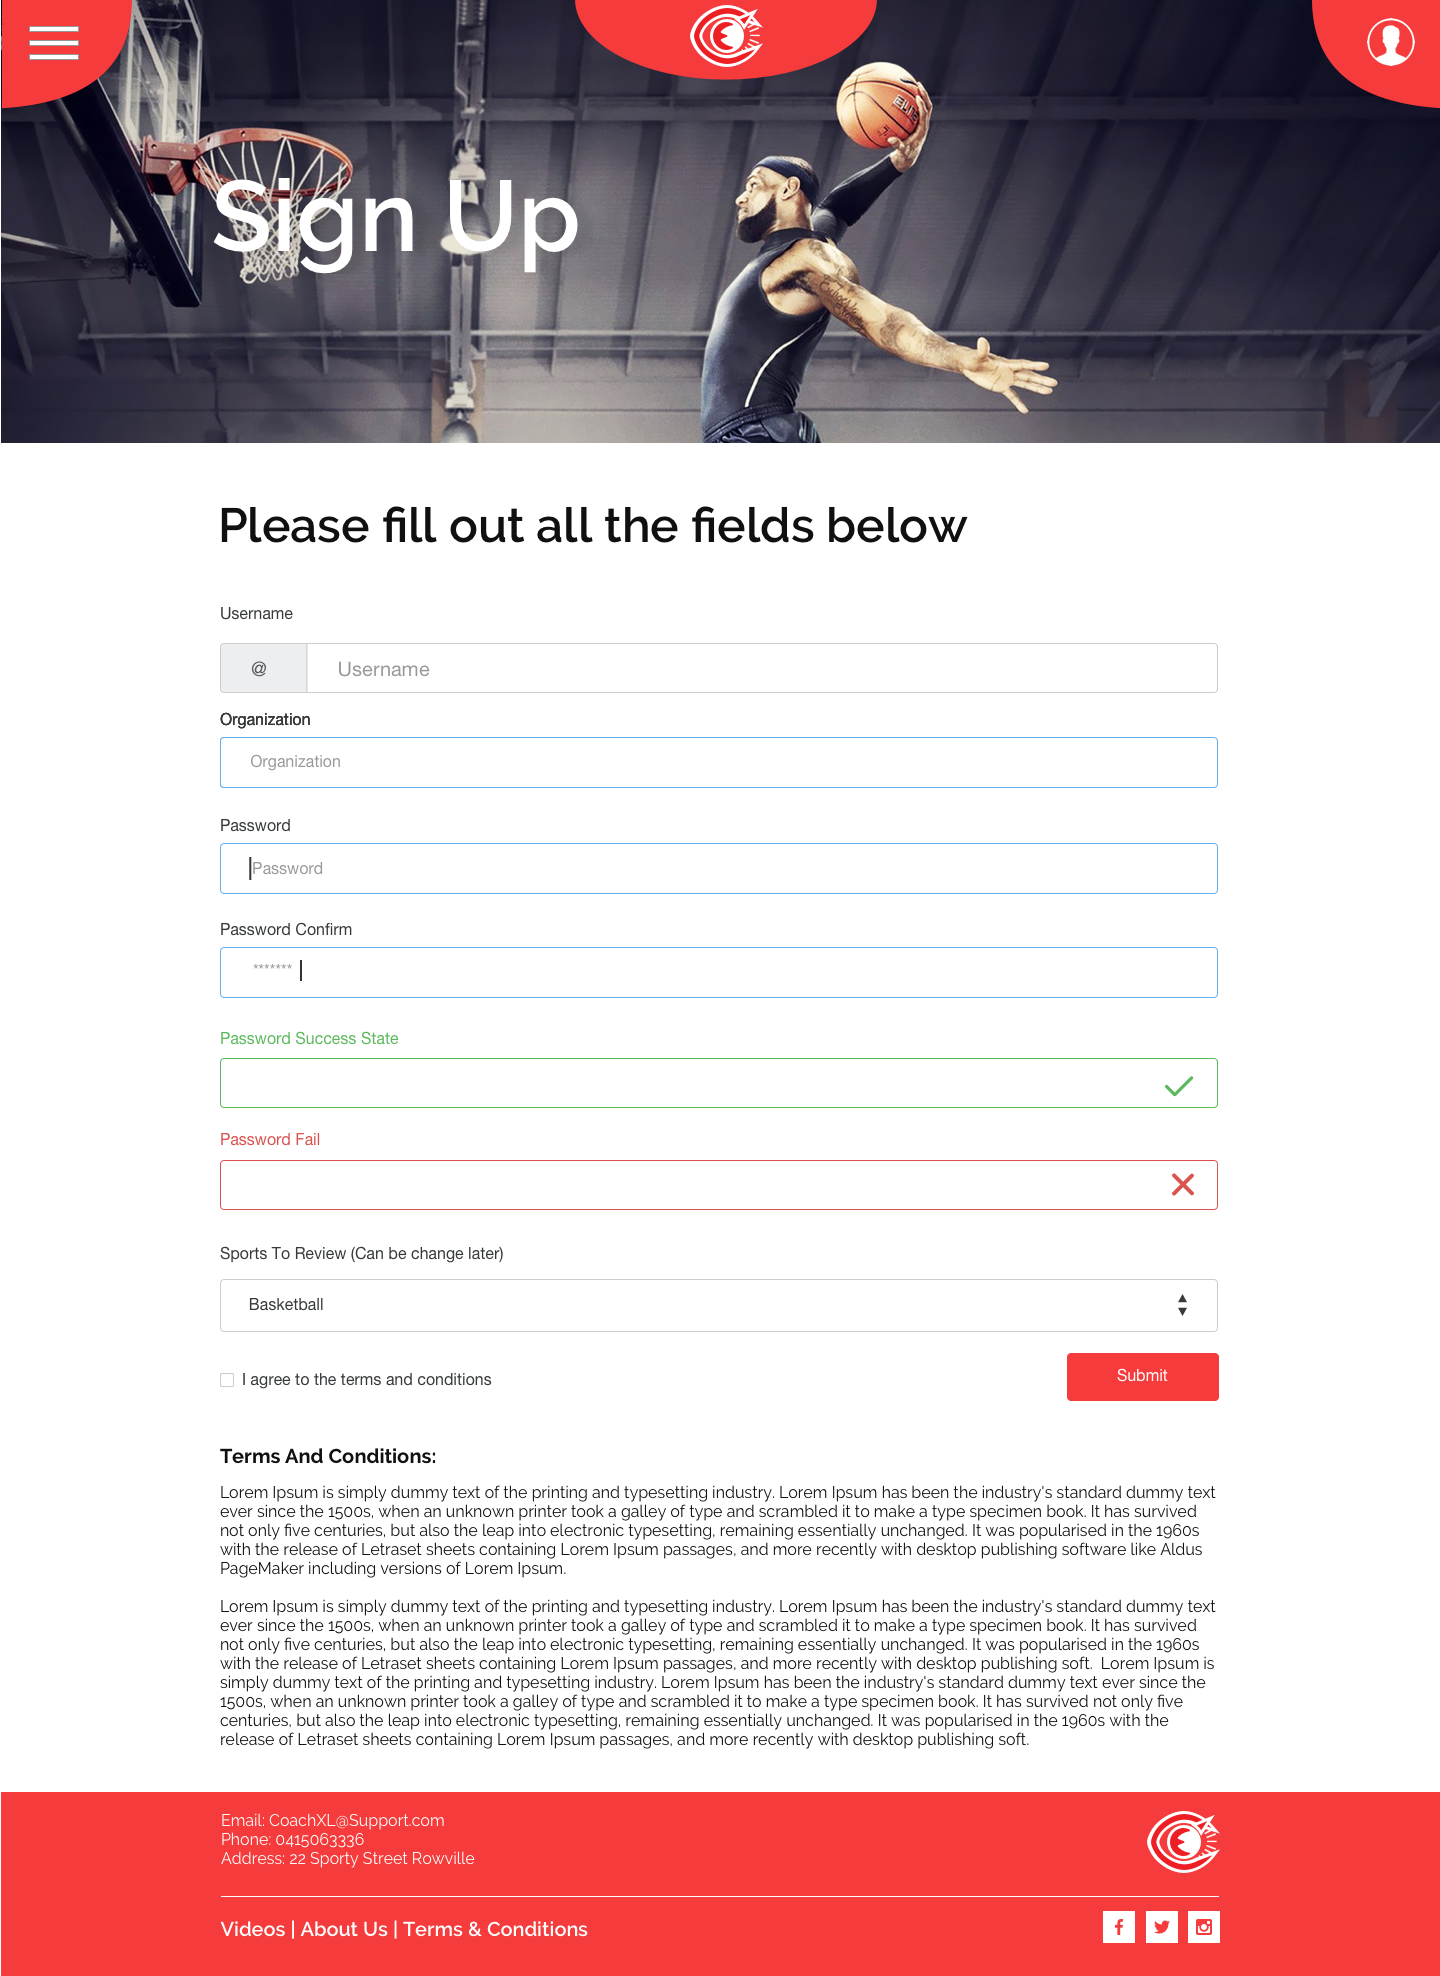 ELITE
Sign Up
Please fill out all the fields below
Username
@ Username
Organization
Organization
Password
Password
Password Confirm
*******
Password Success State
Password Fail
Sports To Review (Can be change later)
Basketball
I agree to the terms and conditions
Submit
Terms And Conditions:
Lorem Ipsum is simply dummy text of the printing and typesetting industry. Lorem Ipsum has been the industry's standard dummy text
ever since the 1500s, when an unknown printer took a galley of type and scrambled it to make a type specimen book. It has survived
not only five centuries, but also the leap into electronic typesetting, remaining essentially unchanged. It was popularised in the 1960s
with the release of Letraset sheets containing Lorem Ipsum passages, and more recently with desktop publishing software like Aldus
PageMaker including versions of Lorem Ipsum.
Lorem Ipsum is simply dummy text of the printing and typesetting industry. Lorem Ipsum has been the industry's standard dummy text
ever since the 1500s, when an unknown printer took a galley of type and scrambled it to make a type specimen book. It has survived
not only five centuries, but also the leap into electronic typesetting, remaining essentially unchanged. It was popularised in the 1960s
with the release of Letraset sheets containing Lorem Ipsum passages, and more recently with desktop publishing soft.  Lorem Ipsum is
simply dummy text of the printing and typesetting industry. Lorem Ipsum has been the industry's standard dummy text ever since the
1500s, when an unknown printer took a galley of type and scrambled it to make a type specimen book. It has survived not only five
centuries, but also the leap into electronic typesetting, remaining essentially unchanged. It was popularised in the 1960s with the
release of Letraset sheets containing Lorem Ipsum passages, and more recently with desktop publishing soft.
Email: CoachXL@Support.com
Phone: 0415063336
Address: 22 Sporty Street Rowville
Videos | About Us | Terms & Conditions